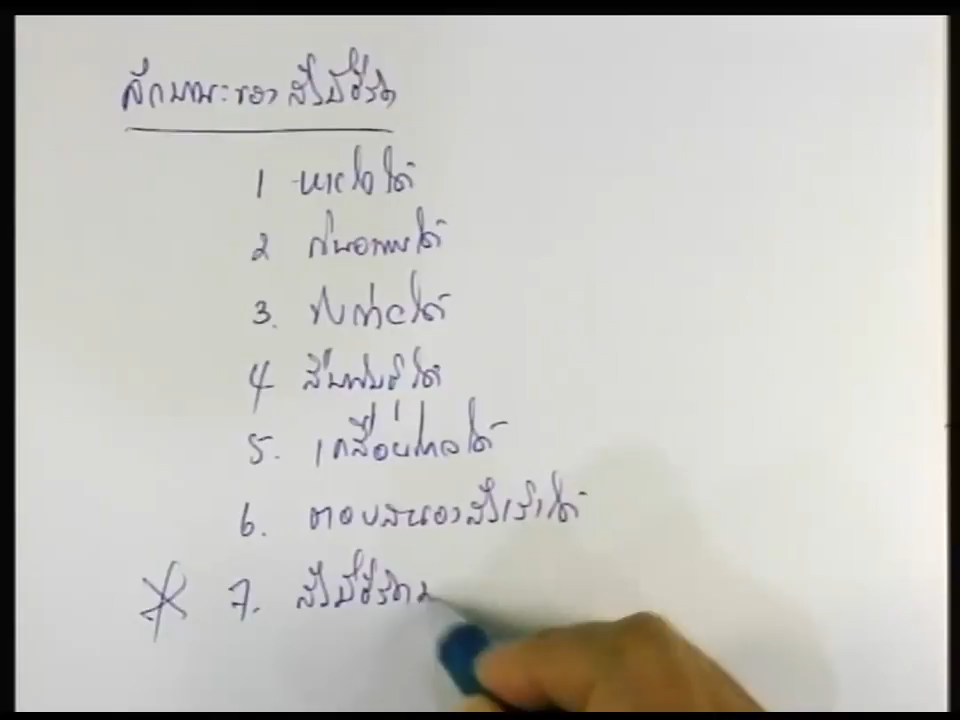 ลักษณะของ สิ่งมีชีวิต
1 หายใจได้
2 กินอาหารได้
3. ขับถ่ายได้
4 สืบพันธุ์ได้
5. เคลื่อนไหวได้
6. ตอบสนองสิ่งเร้าได้
* 7. สิ่งมีชีวิต